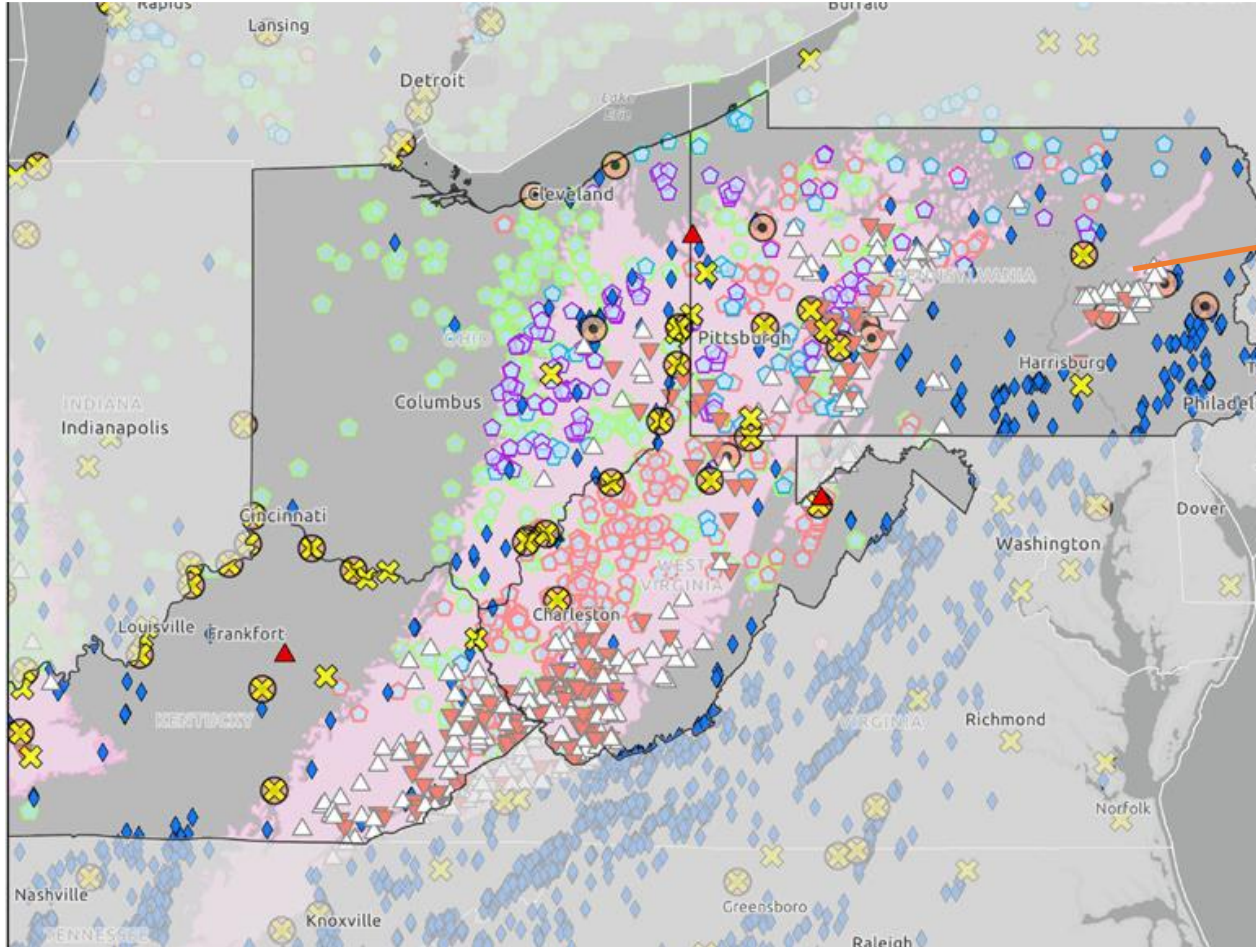 Rapids
Buffalo
Lansing
Detroit
Lake
Erie
Cleveland
PENNSYLVANIA
OHIO
Pittsburgh
Harrisburg
Columbus
INDIANA
Indianapolis
Philadel
Cincinnati
Dover
Washington
WEST
VIRGINIA
Charleston
Louisville
Frankfort
KENTUCKY
VIRGINIA
Richmond
Norfolk
Nashville
Greensboro
Knoxville
TENNESSEE
Raleigh